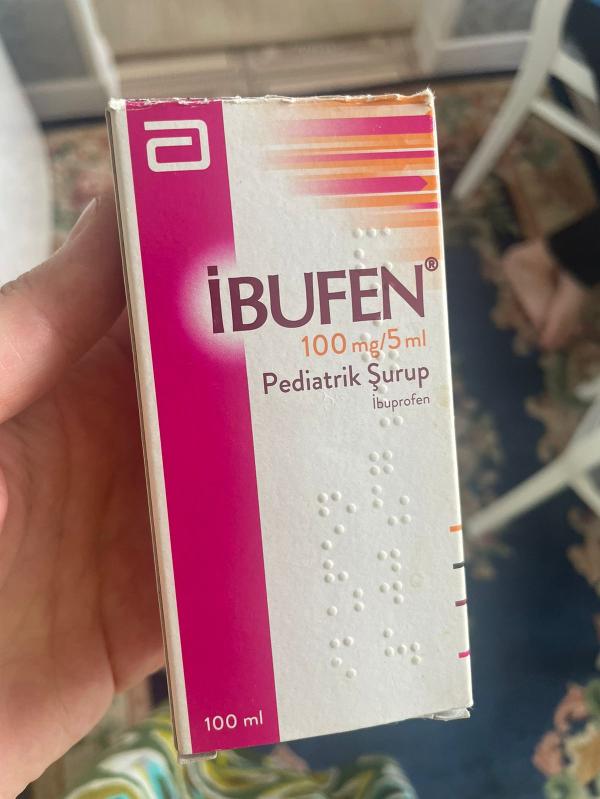 İBUFEN®
100 mg/5 ml
Pediatrik Şurup
İbuprofen
100 ml